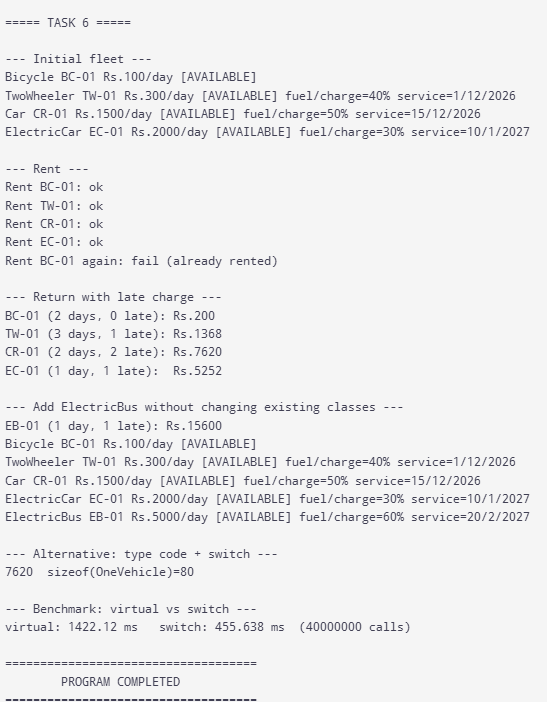 ===== TASK 6 =====
--- Initial fleet ---
Bicycle BC-01 Rs.100/day [AVAILABLE]
TwoWheeler TW-01 Rs.300/day [AVAILABLE] fuel/charge=40% service=1/12/2026
Car CR-01 Rs.1500/day [AVAILABLE] fuel/charge=50% service=15/12/2026
ElectricCar EC-01 Rs.2000/day [AVAILABLE] fuel/charge=30% service=10/1/2027
--- Rent ---
Rent BC-01: ok
Rent TW-01: ok
Rent CR-01: ok
Rent EC-01: ok
Rent BC-01 again: fail (already rented)
--- Return with late charge ---
BC-01 (2 days, 0 late): Rs.200
TW-01 (3 days, 1 late): Rs.1368
CR-01 (2 days, 2 late): Rs.7620
EC-01 (1 day, 1 late):  Rs.5252
--- Add ElectricBus without changing existing classes ---
EB-01 (1 day, 1 late): Rs.15600
Bicycle BC-01 Rs.100/day [AVAILABLE]
TwoWheeler TW-01 Rs.300/day [AVAILABLE] fuel/charge=40% service=1/12/2026
Car CR-01 Rs.1500/day [AVAILABLE] fuel/charge=50% service=15/12/2026
ElectricCar EC-01 Rs.2000/day [AVAILABLE] fuel/charge=30% service=10/1/2027
ElectricBus EB-01 Rs.5000/day [AVAILABLE] fuel/charge=60% service=20/2/2027
--- Alternative: type code + switch ---
7620  sizeof(OneVehicle)=80
--- Benchmark: virtual vs switch ---
virtual: 1422.12 ms   switch: 455.638 ms  (40000000 calls)
====================================
PROGRAM COMPLETED
====================================